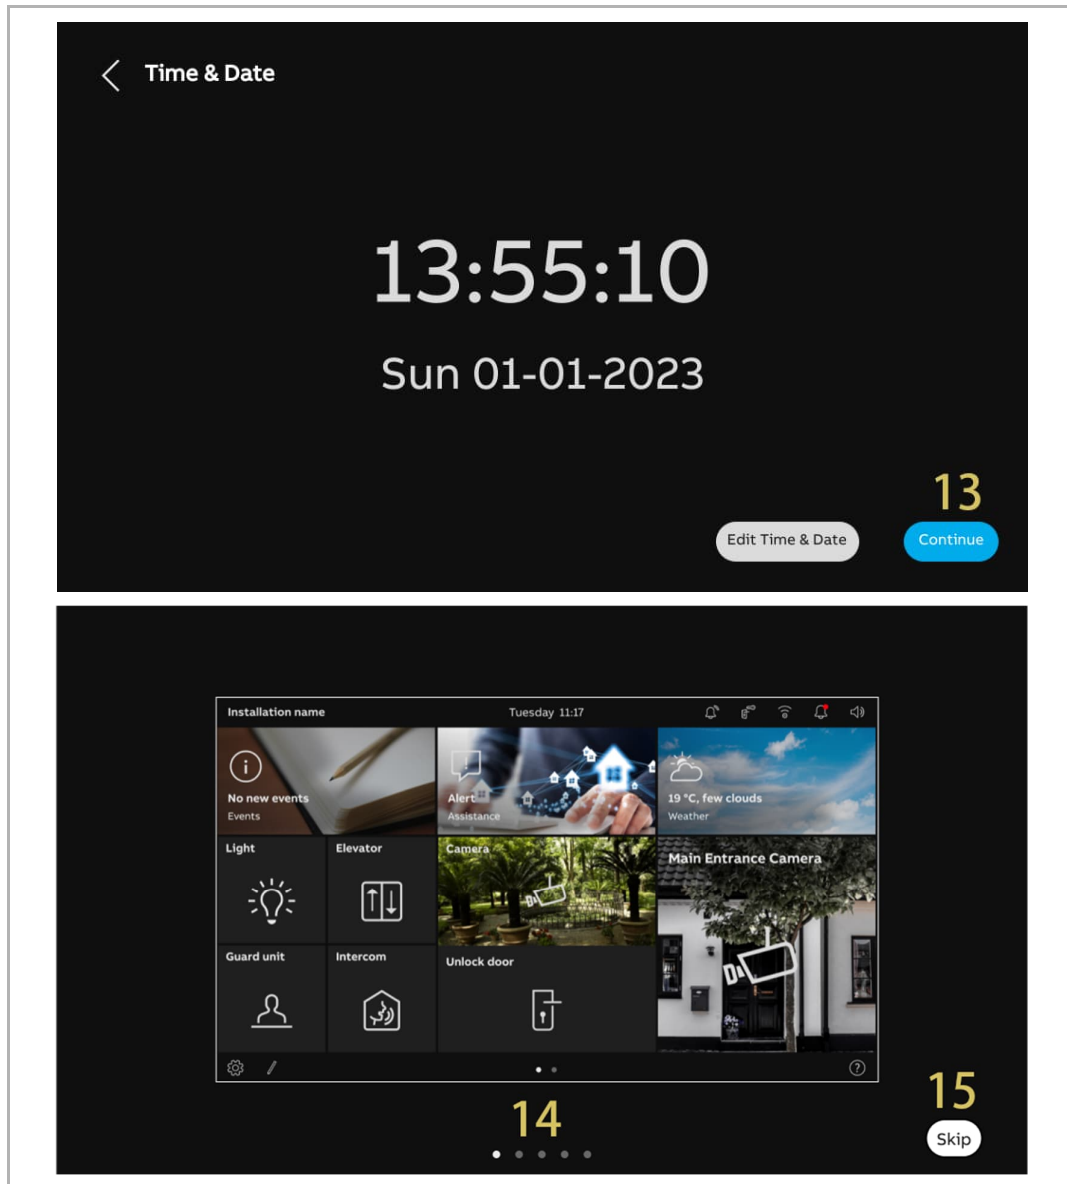 Time & Date
13:55:10
Sun 01-01-2023
13
Edit Time & Date
Continue
Installation name
Tuesday 11:17
No new events
Events
Alert
Assistance
19 °C, few clouds
Weather
Light
Elevator
Camera
Main Entrance Camera
Guard unit
Intercom
Unlock door
14
15
Skip